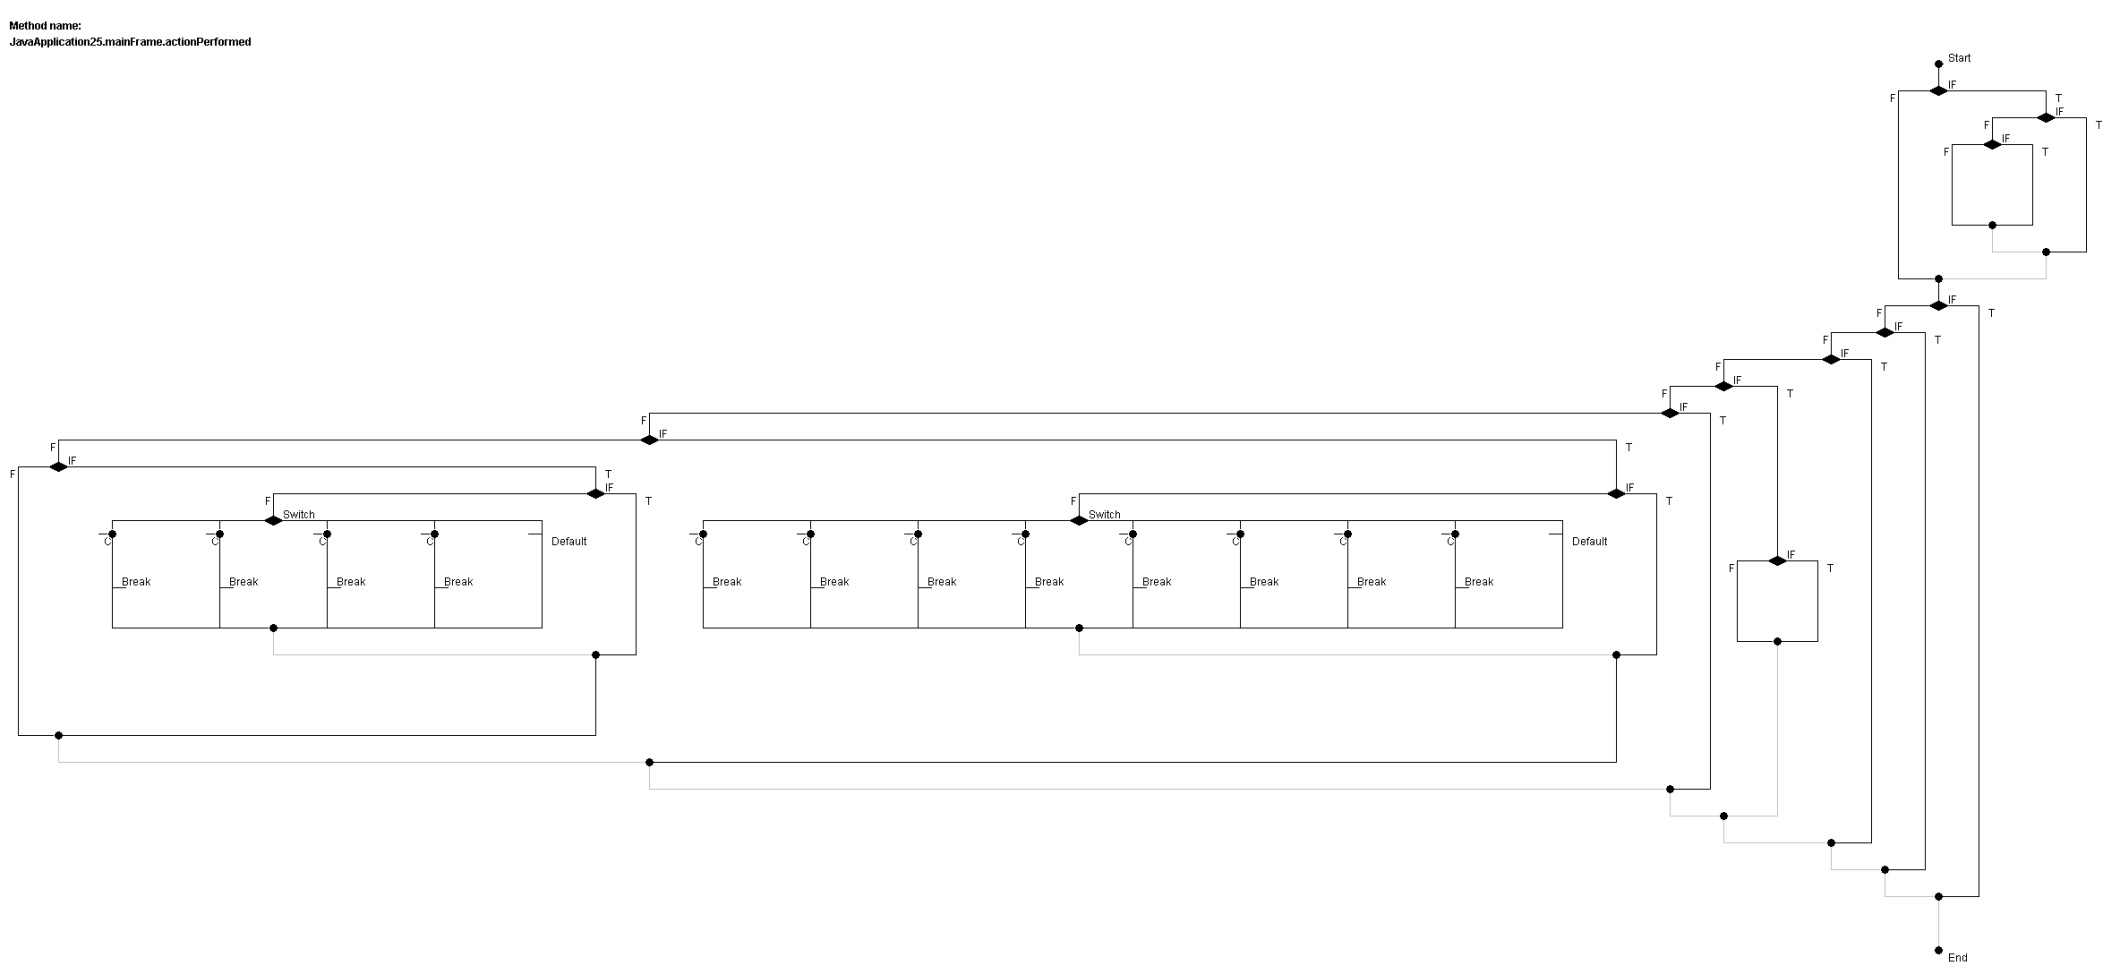 Method name:
JavaApplication25.mainFrame.actionPerformed
Start
IF
F
T
IF
F
T
IF
F
T
IF
F
T
IF
F
T
IF
F
T
IF
F
T
IF
F
T
IF
F
T
IF
F
T
IF
F
T
IF
F
T
Switch
Switch
C
C
C
C
Default
C
C
C
C
C
C
C
C
Default
IF
F
T
Break
Break
Break
Break
Break
Break
Break
Break
Break
Break
Break
Break
End